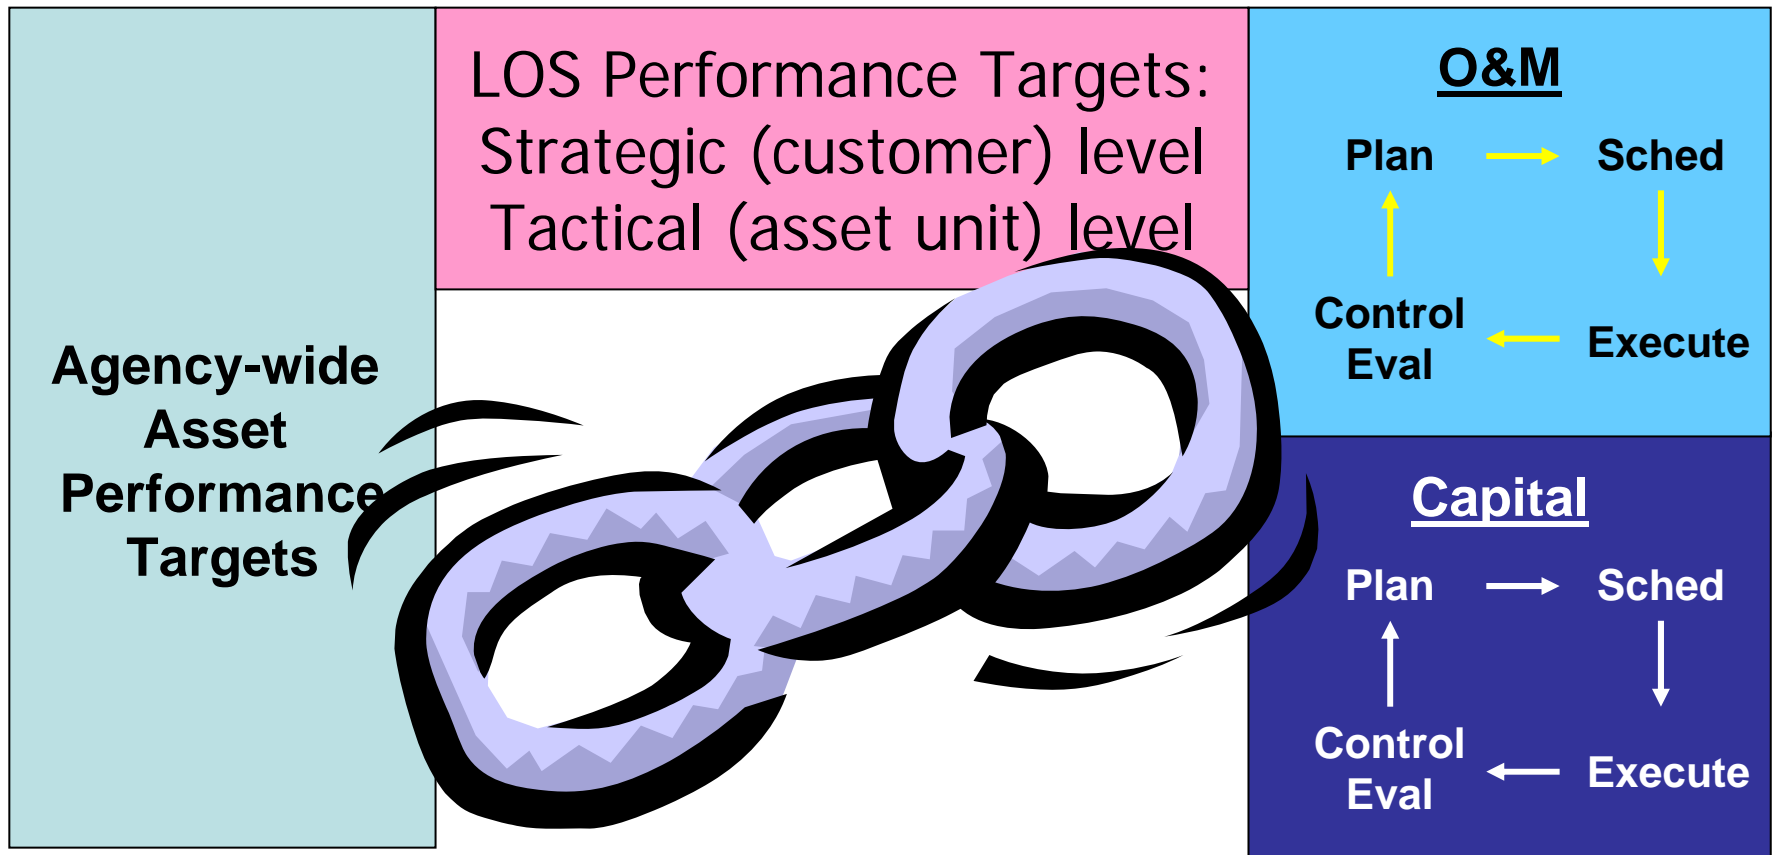 Agency-wide
Asset
Performance
Targets
LOS Performance Targets:
Strategic (customer) level
Tactical (asset unit) level
O&M
Plan
Sched
Control
Eval
Execute
Capital
Plan
Sched
Control
Eval
Execute